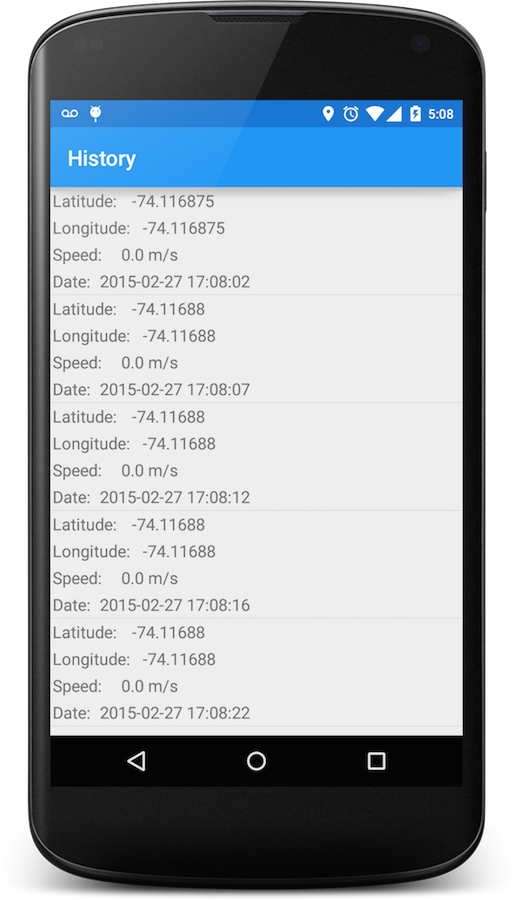 5:08
History
Latitude: -74.116875
Longitude: -74.116875
Speed: 0.0 m/s
Date: 2015-02-27 17:08:02
Latitude: -74.11688
Longitude: -74.11688
Speed: 0.0 m/s
Date: 2015-02-27 17:08:07
Latitude: -74.11688
Longitude: -74.11688
Speed: 0.0 m/s
Date: 2015-02-27 17:08:12
Latitude: -74.11688
Longitude: -74.11688
Speed: 0.0 m/s
Date: 2015-02-27 17:08:16
Latitude: -74.11688
Longitude: -74.11688
Speed: 0.0 m/s
Date: 2015-02-27 17:08:22